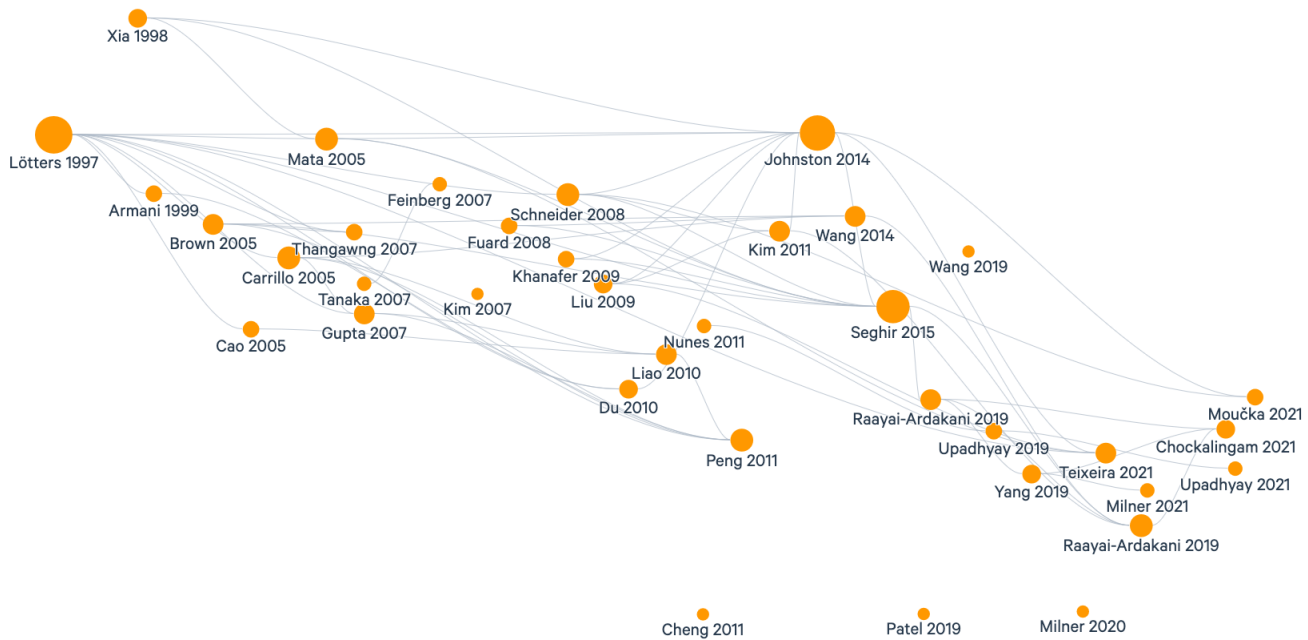 Xia 1998
Lötters 1997
Mata 2005
Johnston 2014
Feinberg 2007
Armani 1999
Schneider 2008
Brown 2005
Thangawng 2007
Fuard 2008
Kim 2011
Wang 2014
Wang 2019
Carrillo 2005
Khanafer 2009
Tanaka 2007
Liu 2009
Kim 2007
Gupta 2007
Seghir 2015
Cao 2005
Nunes 2011
Liao 2010
Du 2010
Raayai-Ardakani 2019
Moučka 2021
Upadhyay 2019
Chockalingam 2021
Peng 2011
Teixeira 2021
Upadhyay 2021
Yang 2019
Milner 2021
Raayai-Ardakani 2019
Cheng 2011
Patel 2019
Milner 2020